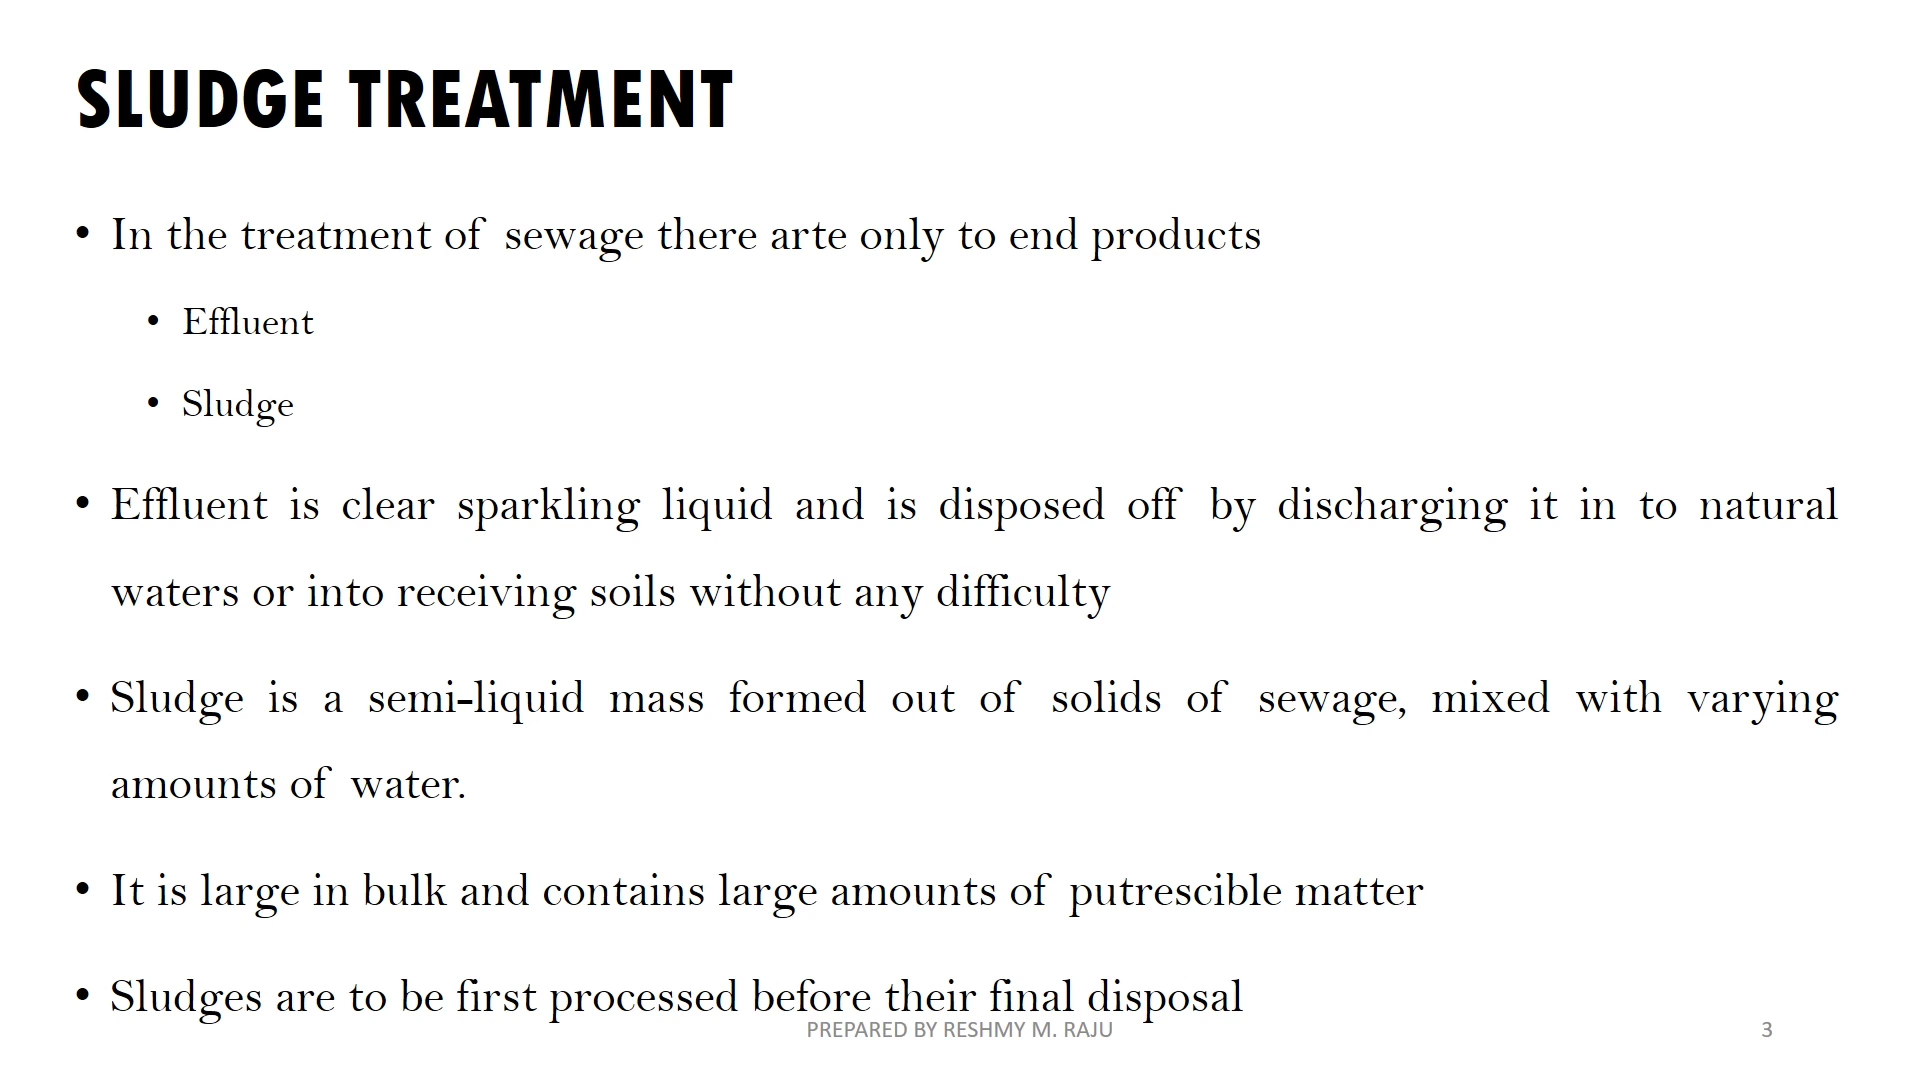 SLUDGE TREATMENT
• In the treatment of sewage there arte only to end products
• Effluent
• Sludge
• Effluent is clear sparkling liquid and is disposed off by discharging it in to natural
waters or into receiving soils without any difficulty
• Sludge is a semi-liquid mass formed out of solids of sewage, mixed with varying
amounts of water.
• It is large in bulk and contains large amounts of putrescible matter
• Sludges are to be first processed before their final disposal
PREPARED BY RESHMY M. RAJU
3